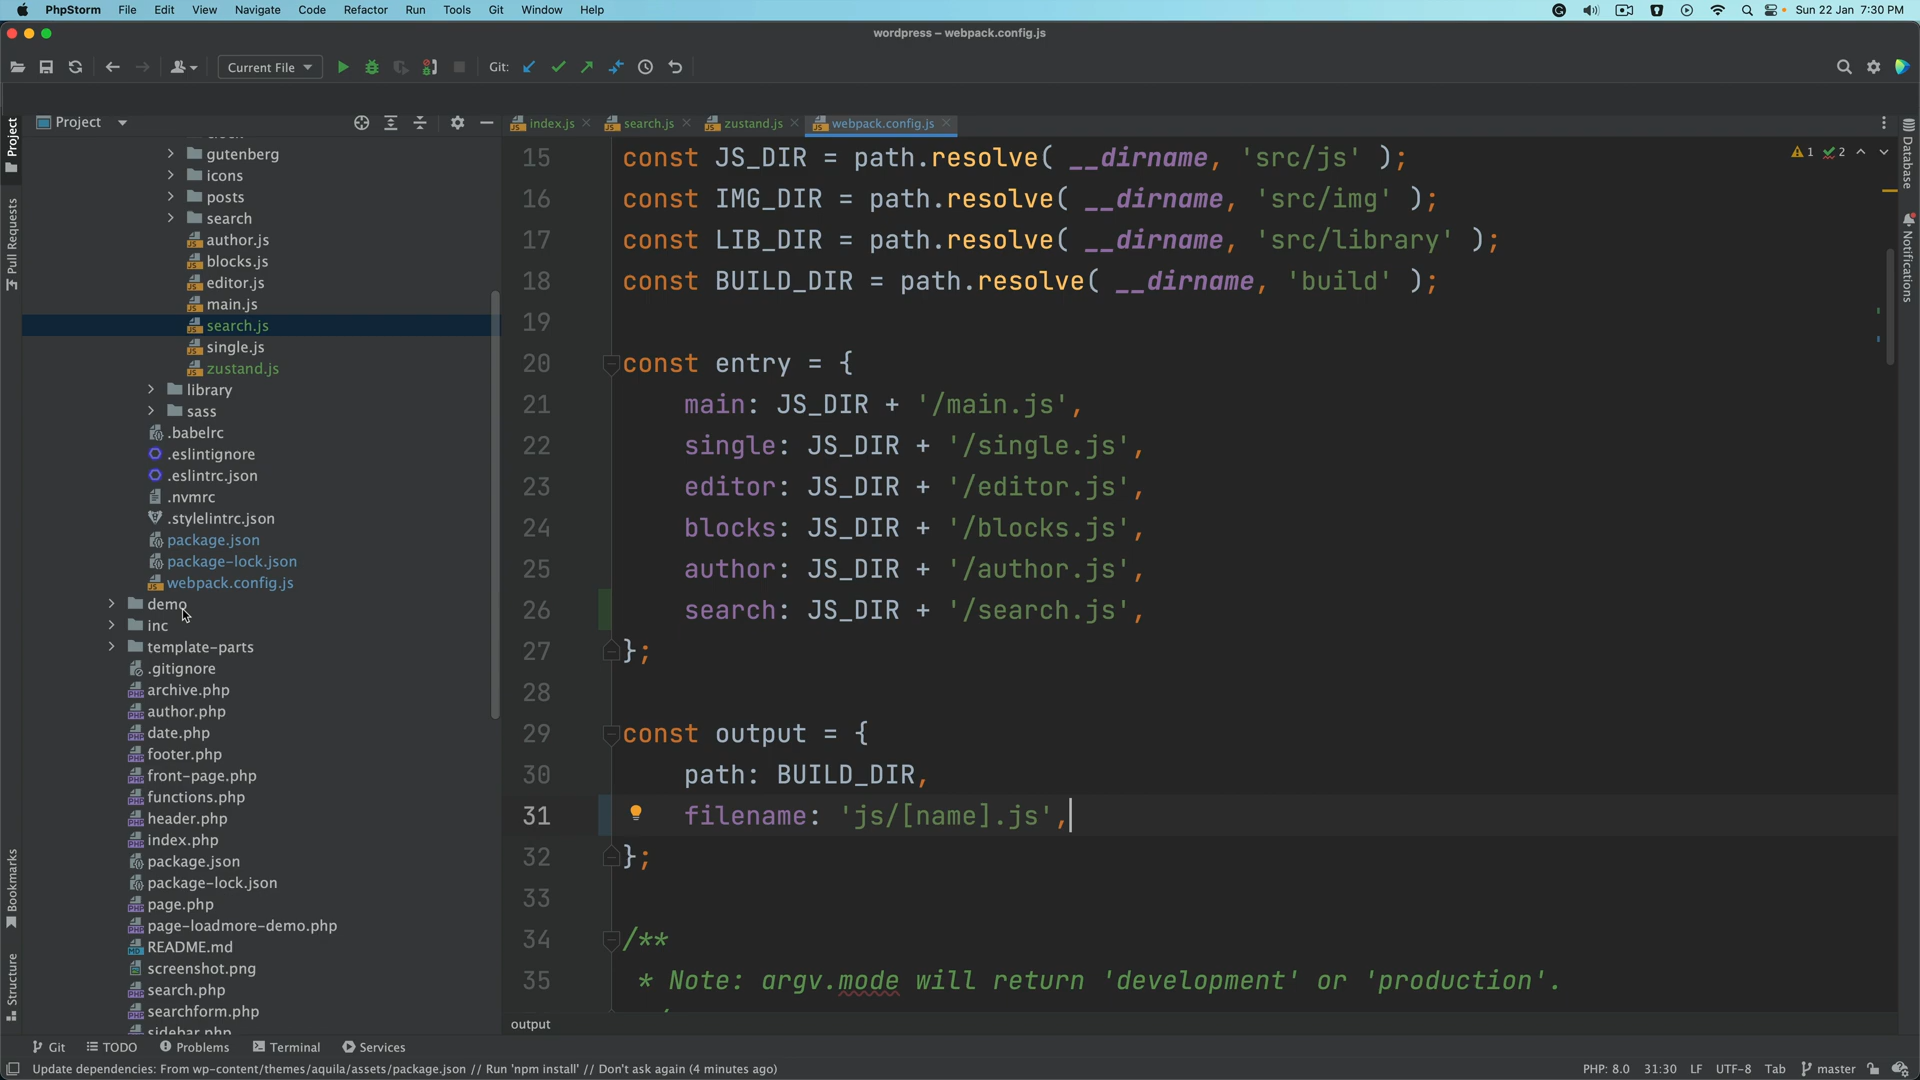 PhpStorm File Edit View Navigate Code Refactor Run Tools Git Window Help Sun 22 Jan 7:30 PM
wordpress – webpack.config.js
Current File Git:
Project
index.js search.js zustand.js webpack.config.js
gutenberg
icons
posts
search
author.js
blocks.js
editor.js
main.js
search.js
single.js
zustand.js
library
sass
.babelrc
.eslintignore
.eslintrc.json
.nvmrc
.stylelintrc.json
package.json
package-lock.json
webpack.config.js
demo
inc
template-parts
.gitignore
archive.php
author.php
date.php
footer.php
front-page.php
functions.php
header.php
index.php
package.json
package-lock.json
page.php
page-loadmore-demo.php
README.md
screenshot.png
search.php
searchform.php
sidebar.php
15 const JS_DIR = path.resolve( __dirname, 'src/js' );
16 const IMG_DIR = path.resolve( __dirname, 'src/img' );
17 const LIB_DIR = path.resolve( __dirname, 'src/library' );
18 const BUILD_DIR = path.resolve( __dirname, 'build' );
19
20 const entry = {
21 main: JS_DIR + '/main.js',
22 single: JS_DIR + '/single.js',
23 editor: JS_DIR + '/editor.js',
24 blocks: JS_DIR + '/blocks.js',
25 author: JS_DIR + '/author.js',
26 search: JS_DIR + '/search.js',
27 };
28
29 const output = {
30 path: BUILD_DIR,
31 filename: 'js/[name].js',
32 };
33
34 /**
35 * Note: argv.mode will return 'development' or 'production'.
1 2
output
Project
Pull Requests
Bookmarks
Structure
Database
Notifications
Git TODO Problems Terminal Services
Update dependencies: From wp-content/themes/aquila/assets/package.json // Run 'npm install' // Don't ask again (4 minutes ago) PHP: 8.0 31:30 LF UTF-8 Tab master